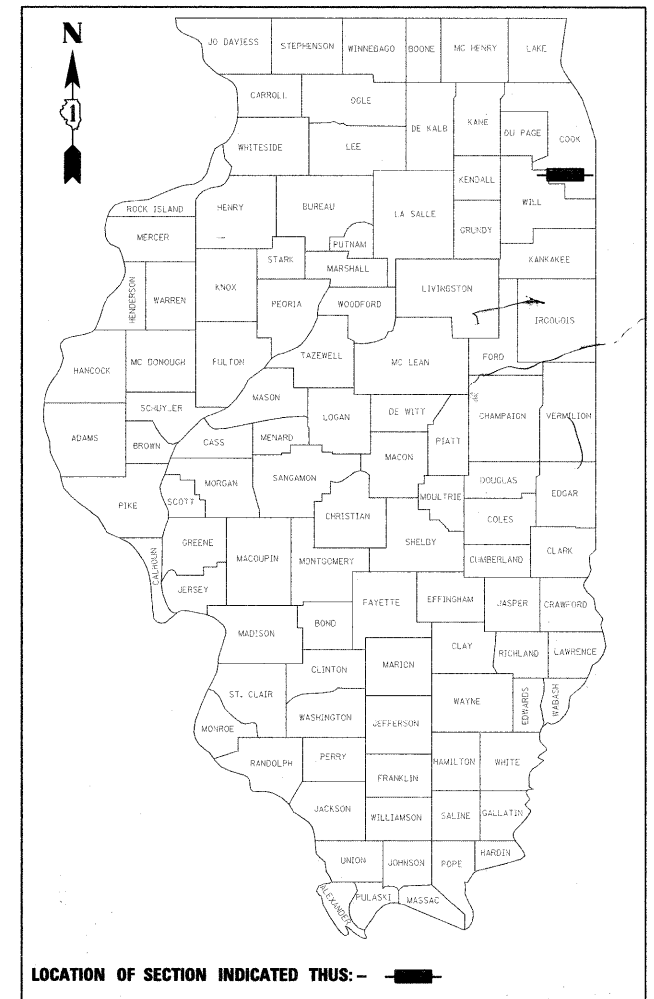 N
1
JO DAVIESS STEPHENSON WINNEBAGO BOONE MC HENRY LAKE
CARROLL OGLE DE KALB KANE DU PAGE COOK
WHITESIDE LEE KENDALL WILL
ROCK ISLAND HENRY BUREAU LA SALLE GRUNDY
MERCER PUTNAM KANKAKEE
STARK MARSHALL
HENDERSON WARREN KNOX PEORIA WOODFORD LIVINGSTON IROQUOIS
HANCOCK MC DONOUGH FULTON TAZEWELL MC LEAN FORD
MASON
SCHUYLER LOGAN DE WITT CHAMPAIGN VERMILION
ADAMS BROWN CASS MENARD MACON PIATT
MORGAN SANGAMON DOUGLAS
PIKE SCOTT MOULTRIE EDGAR
CHRISTIAN COLES
GREENE MACOUPIN MONTGOMERY SHELBY CLARK
CALHOUN CUMBERLAND
JERSEY FAYETTE EFFINGHAM JASPER CRAWFORD
MADISON BOND
CLINTON MARION CLAY RICHLAND LAWRENCE
ST. CLAIR WAYNE EDWARDS WABASH
MONROE WASHINGTON JEFFERSON
RANDOLPH PERRY HAMILTON WHITE
FRANKLIN
JACKSON WILLIAMSON SALINE GALLATIN
UNION JOHNSON POPE HARDIN
ALEXANDER PULASKI MASSAC
LOCATION OF SECTION INDICATED THUS:-